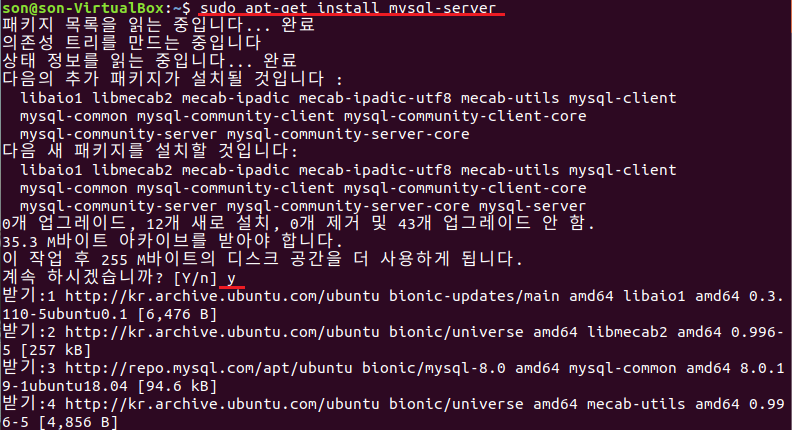 son@son-VirtualBox:~$ sudo apt-get install mysql-server
패키지 목록을 읽는 중입니다... 완료
의존성 트리를 만드는 중입니다
상태 정보를 읽는 중입니다... 완료
다음의 추가 패키지가 설치될 것입니다 :
  libaio1 libmecab2 mecab-ipadic mecab-ipadic-utf8 mecab-utils mysql-client
  mysql-common mysql-community-client mysql-community-client-core
  mysql-community-server mysql-community-server-core
다음 새 패키지를 설치할 것입니다:
  libaio1 libmecab2 mecab-ipadic mecab-ipadic-utf8 mecab-utils mysql-client
  mysql-common mysql-community-client mysql-community-client-core
  mysql-community-server mysql-community-server-core mysql-server
0개 업그레이드, 12개 새로 설치, 0개 제거 및 43개 업그레이드 안 함.
35.3 M바이트 아카이브를 받아야 합니다.
이 작업 후 255 M바이트의 디스크 공간을 더 사용하게 됩니다.
계속 하시겠습니까? [Y/n] y
받기:1 http://kr.archive.ubuntu.com/ubuntu bionic-updates/main amd64 libaio1 amd64 0.3.
110-5ubuntu0.1 [6,476 B]
받기:2 http://kr.archive.ubuntu.com/ubuntu bionic/universe amd64 libmecab2 amd64 0.996-
5 [257 kB]
받기:3 http://repo.mysql.com/apt/ubuntu bionic/mysql-8.0 amd64 mysql-common amd64 8.0.1
9-1ubuntu18.04 [94.6 kB]
받기:4 http://kr.archive.ubuntu.com/ubuntu bionic/universe amd64 mecab-utils amd64 0.99
6-5 [4,856 B]